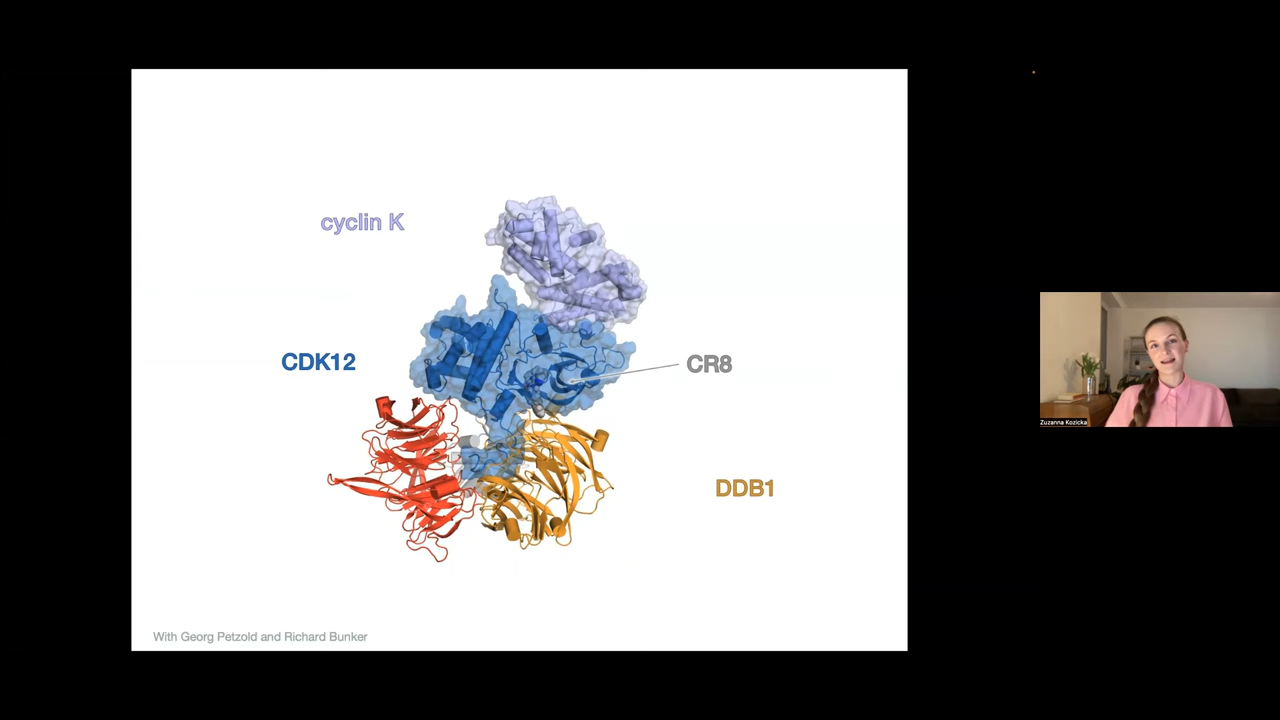 cyclin K
CDK12
CR8
DDB1
With Georg Petzold and Richard Bunker
Zuzanna Kozicka